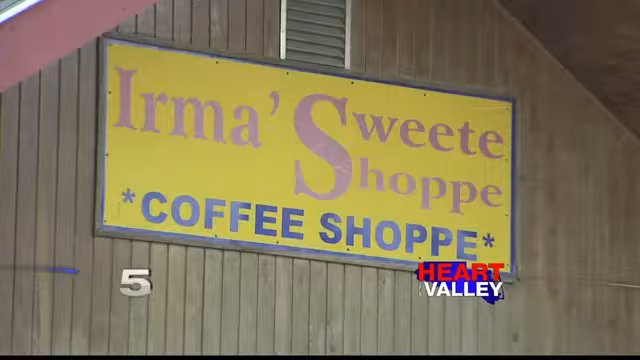 Irma's Sweete
Shoppe
*COFFEE SHOPPE*
5
HEART
VALLEY